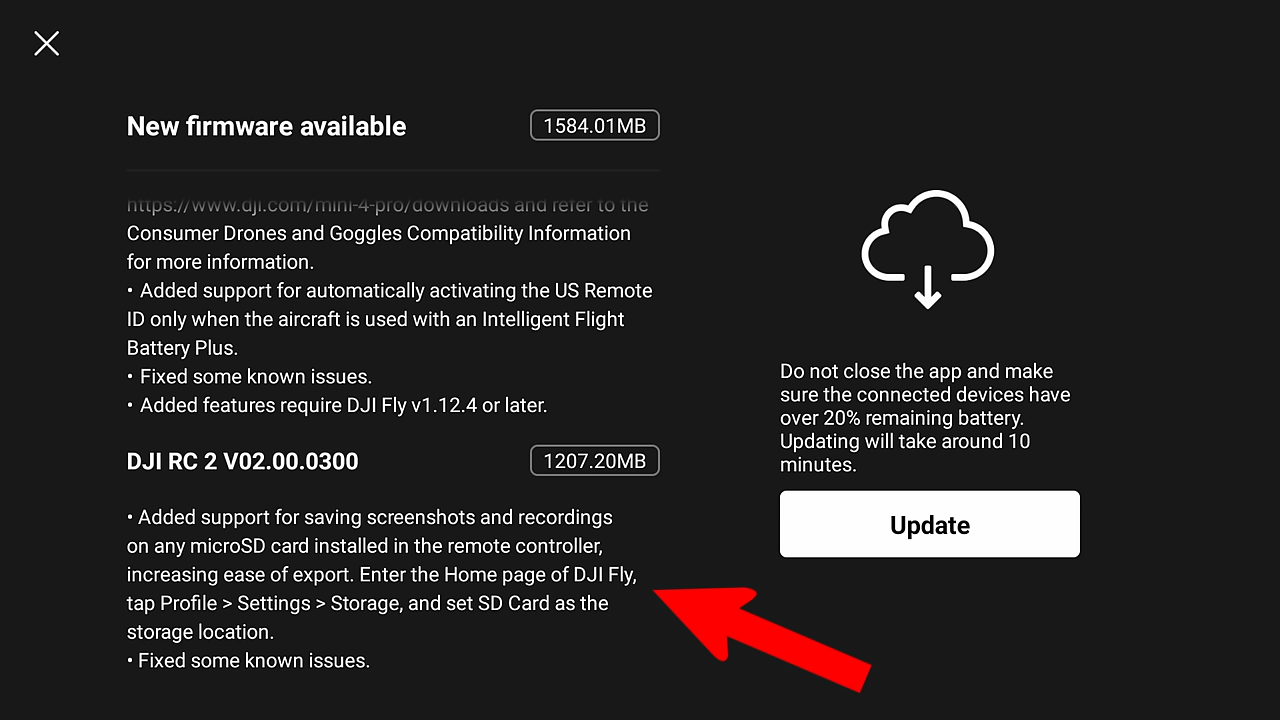 New firmware available
1584.01MB
https://www.dji.com/mini-4-pro/downloads and refer to the
Consumer Drones and Goggles Compatibility Information
for more information.
• Added support for automatically activating the US Remote
ID only when the aircraft is used with an Intelligent Flight
Battery Plus.
• Fixed some known issues.
• Added features require DJI Fly v1.12.4 or later.
DJI RC 2 V02.00.0300
1207.20MB
• Added support for saving screenshots and recordings
on any microSD card installed in the remote controller,
increasing ease of export. Enter the Home page of DJI Fly,
tap Profile > Settings > Storage, and set SD Card as the
storage location.
• Fixed some known issues.
Do not close the app and make
sure the connected devices have
over 20% remaining battery.
Updating will take around 10
minutes.
Update